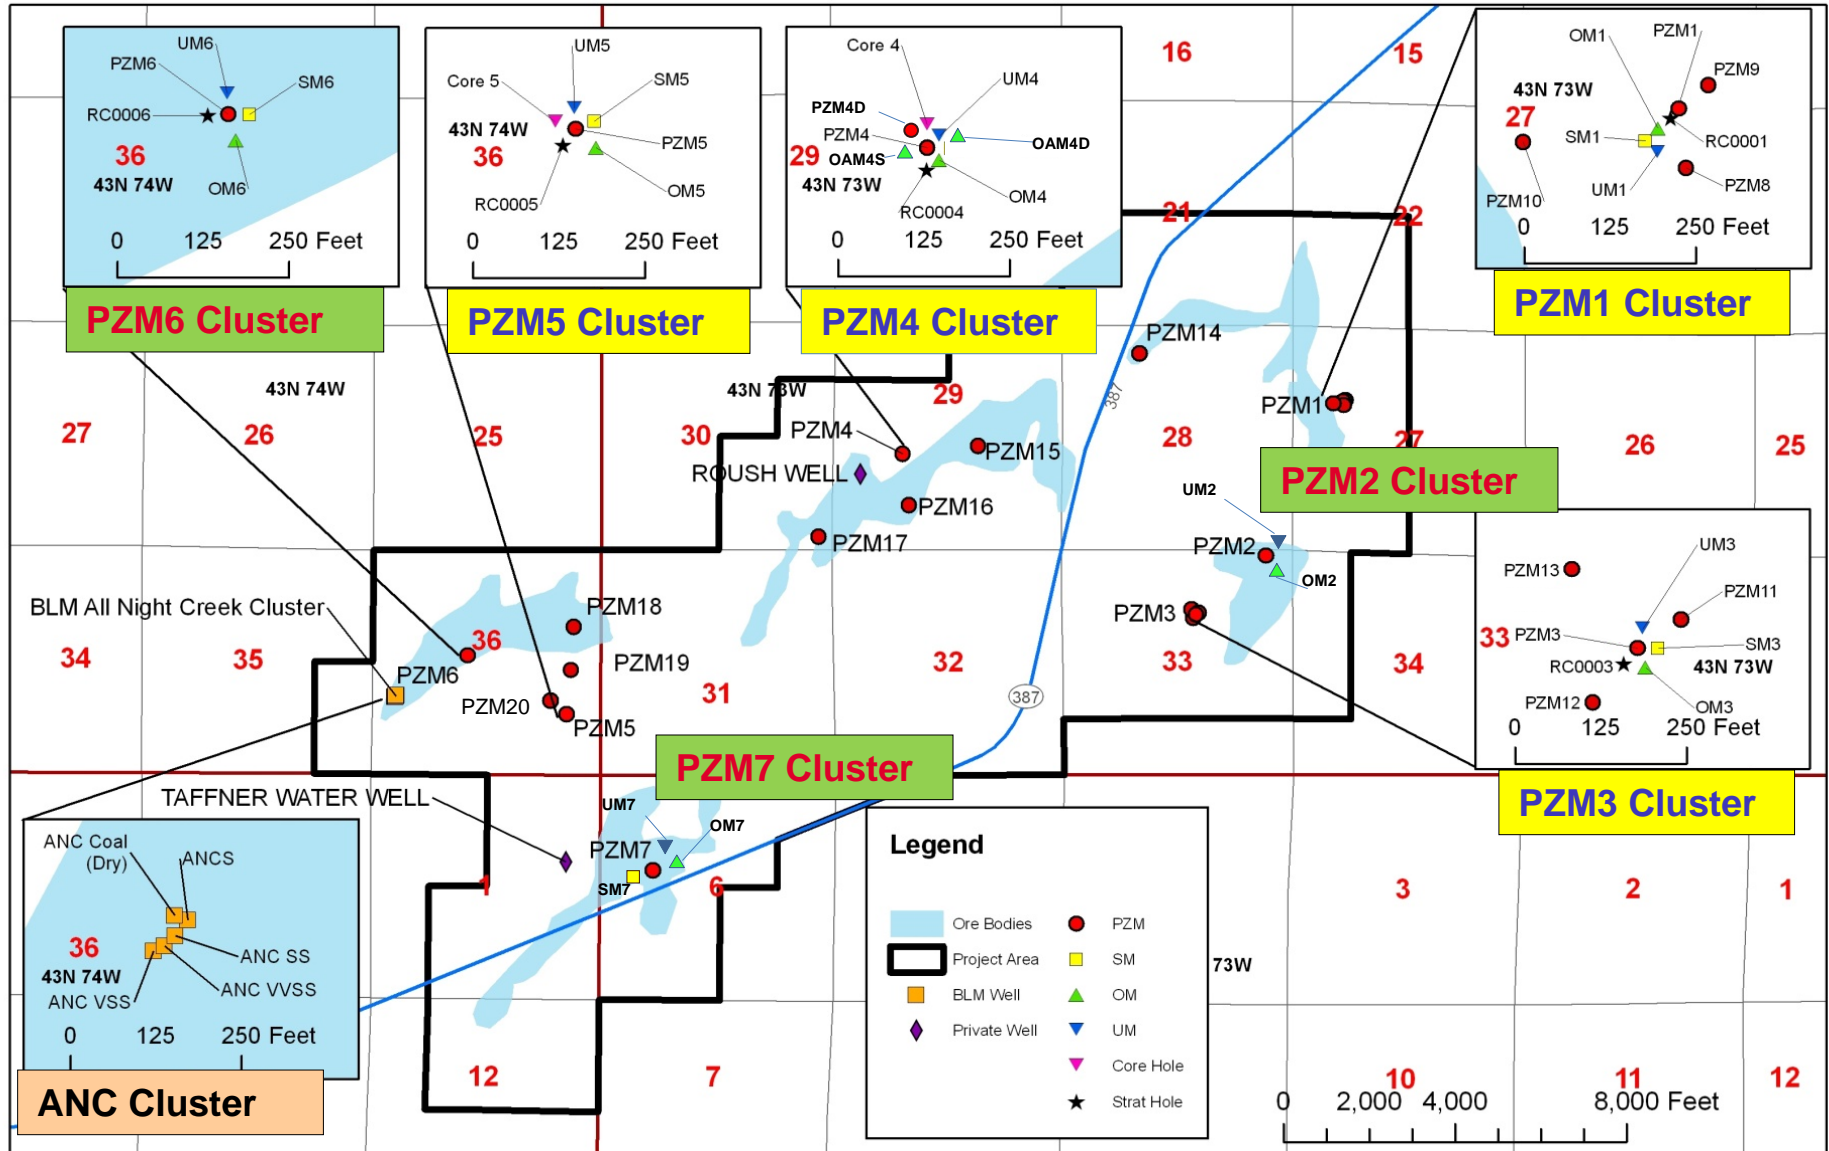 UM6
PZM6
SM6
RC0006
36
43N 74W
OM6
0 125 250 Feet
PZM6 Cluster
UM5
Core 5
SM5
43N 74W
36
PZM5
OM5
RC0005
0 125 250 Feet
PZM5 Cluster
Core 4
UM4
PZM4D
PZM4
OAM4D
29
OAM4S
43N 73W
OM4
RC0004
0 125 250 Feet
PZM4 Cluster
16
15
21
22
OM1
PZM1
PZM9
43N 73W
27
SM1
RC0001
UM1
PZM8
PZM10
0 125 250 Feet
PZM1 Cluster
PZM14
387
43N 74W
43N 73W
29
27
26
25
30
PZM4
28
PZM1
27
26
25
PZM15
ROUSH WELL
PZM16
PZM17
PZM2 Cluster
UM2
PZM2
OM2
PZM3
UM3
PZM13
PZM11
33
PZM3
SM3
RC0003
43N 73W
PZM12
OM3
0 125 250 Feet
PZM3 Cluster
BLM All Night Creek Cluster
PZM18
36
34
35
PZM6
PZM19
31
32
33
34
PZM20
PZM5
387
PZM7 Cluster
TAFFNER WATER WELL
UM7
OM7
PZM7
SM7
1
6
3
2
1
ANC Coal
(Dry)
ANCS
36
43N 74W
ANC SS
ANC VVSS
ANC VSS
0 125 250 Feet
ANC Cluster
12
7
73W
10
11
12
Legend
Ore Bodies
PZM
Project Area
SM
BLM Well
OM
Private Well
UM
Core Hole
Strat Hole
0 2,000 4,000 8,000 Feet